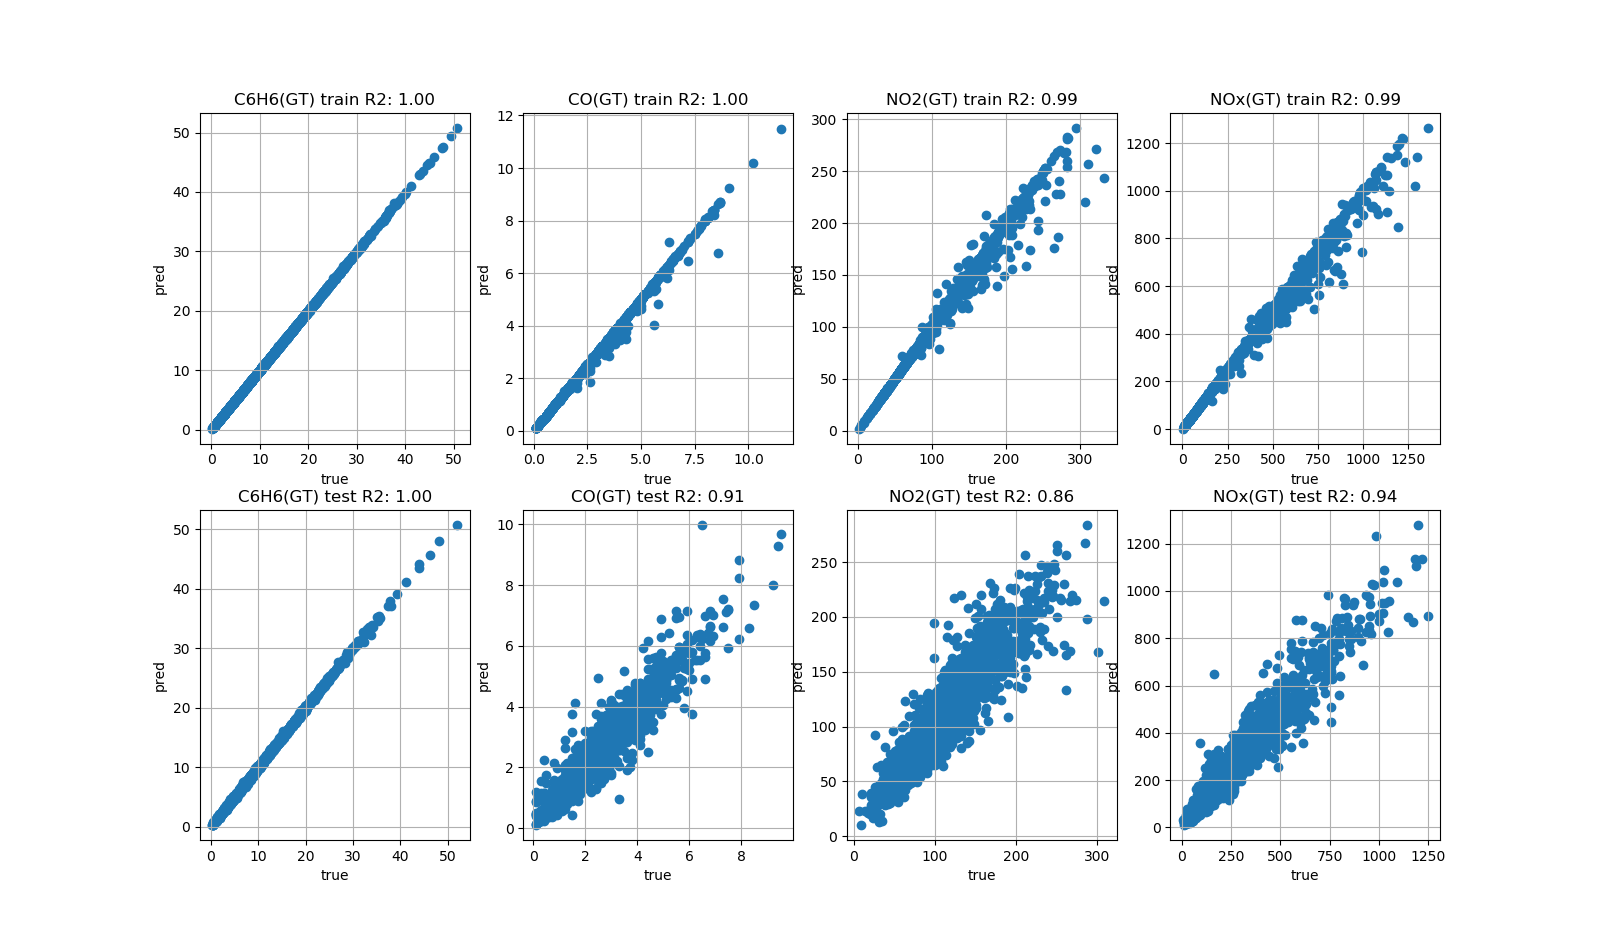 C6H6(GT) train R2: 1.00
CO(GT) train R2: 1.00
NO2(GT) train R2: 0.99
NOx(GT) train R2: 0.99
pred
50
40
30
20
10
0
0 10 20 30 40 50
true
pred
12
10
8
6
4
2
0
0.0 2.5 5.0 7.5 10.0
true
pred
300
250
200
150
100
50
0
0 100 200 300
true
pred
1200
1000
800
600
400
200
0
0 250 500 750 1000 1250
true
C6H6(GT) test R2: 1.00
CO(GT) test R2: 0.91
NO2(GT) test R2: 0.86
NOx(GT) test R2: 0.94
pred
50
40
30
20
10
0
0 10 20 30 40 50
true
pred
10
8
6
4
2
0
0 2 4 6 8
true
pred
250
200
150
100
50
0
0 100 200 300
true
pred
1200
1000
800
600
400
200
0
0 250 500 750 1000 1250
true